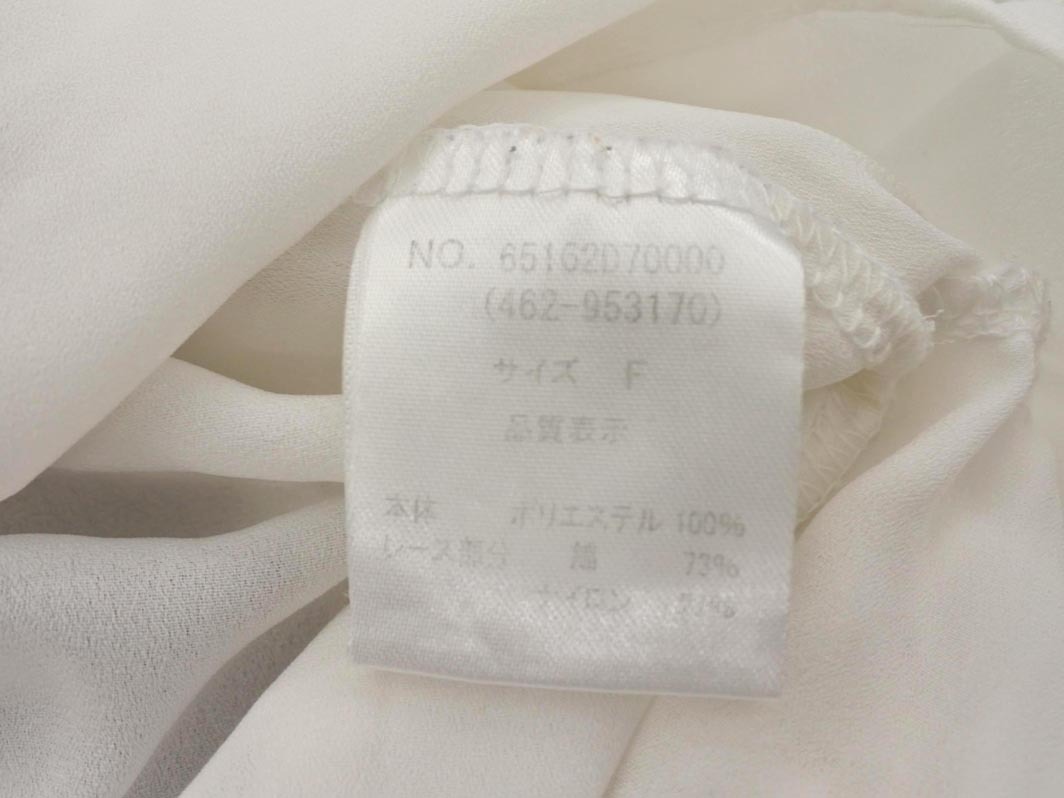 NO. 65162D70000
(462-953170)
サイズ F
品質表示
本体 ポリエステル 100%
レース部分 綿 73%
ナイロン